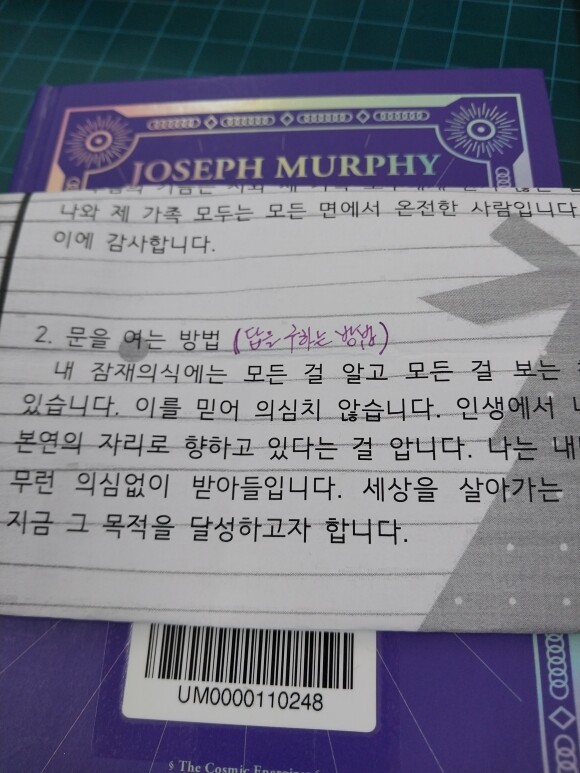 JOSEPH MURPHY
나와 제 가족 모두는 모든 면에서 온전한 사람입니다
이에 감사합니다.
2. 문을 여는 방법 (답을 구하는 방법)
내 잠재의식에는 모든 걸 알고 모든 걸 보는
있습니다. 이를 믿어 의심치 않습니다. 인생에서
본연의 자리로 향하고 있다는 걸 압니다. 나는
무런 의심없이 받아들입니다. 세상을 살아가는
지금 그 목적을 달성하고자 합니다.
UM0000110248
§ The Cosmic Energizer